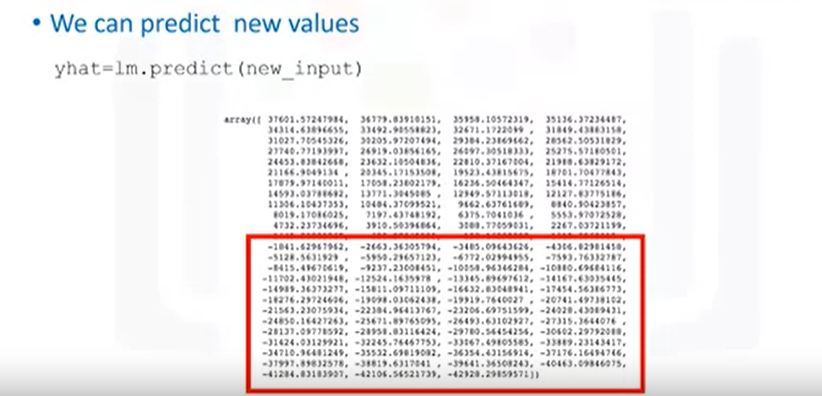 • We can predict new values
yhat=lm.predict(new_input)
array([ 37601.57247984, 36779.83910151, 35958.10572319, 35136.37234487,
34314.63896655, 33492.90558823, 32671.1722099 , 31849.43883158,
31027.70545326, 30205.97207494, 29384.23869662, 28562.50531829,
27740.77193997, 26919.03856165, 26097.30518333, 25275.57180501,
24453.83842668, 23632.10504836, 22810.37167004, 21988.63829172,
21166.9049134 , 20345.17153508, 19523.43815675, 18701.70477843,
17879.97140011, 17058.23802179, 16236.50464347, 15414.77126514,
14593.03788682, 13771.3045085 , 12949.57113018, 12127.83775186,
11306.10437353, 10484.37099521, 9662.63761689, 8840.90423857,
8019.17086025, 7197.43748192, 6375.7041036 , 5553.97072528,
4732.23734696, 3910.50396864, 3088.77059031, 2267.03721199,
-1841.62967962, -2663.36305794, -3485.09643626, -4306.82981458,
-5128.5631929 , -5950.29657123, -6772.02994955, -7593.76332787,
-8415.49670619, -9237.23008451, -10058.96346284, -10880.69684116,
-11702.43021948, -12524.1635978 , -13345.89697612, -14167.63035445,
-14989.36373277, -15811.09711109, -16632.83048941, -17454.56386773,
-18276.29724606, -19098.03062438, -19919.7640027 , -20741.49738102,
-21563.23075934, -22384.96413767, -23206.69751599, -24028.43089431,
-24850.16427263, -25671.89765095, -26493.63102927, -27315.3644076 ,
-28137.09778592, -28958.83116424, -29780.56454256, -30602.29792088,
-31424.03129921, -32245.76467753, -33067.49805585, -33889.23143417,
-34710.96481249, -35532.69819082, -36354.43156914, -37176.16494746,
-37997.89832578, -38819.6317041 , -39641.36508243, -40463.09846075,
-41284.83183907, -42106.56521739, -42928.29859571])